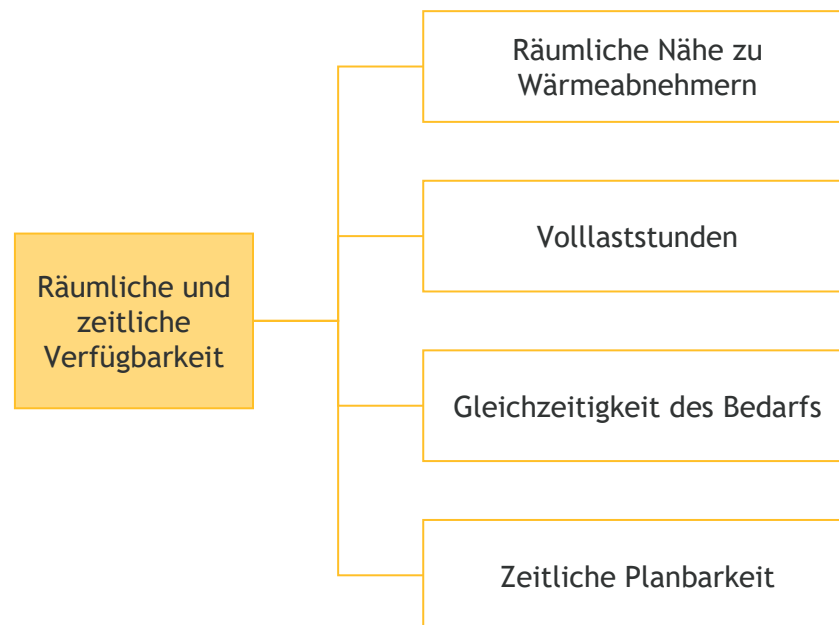 Räumliche und
zeitliche
Verfügbarkeit
Räumliche Nähe zu
Wärmeabnehmern
Volllaststunden
Gleichzeitigkeit des Bedarfs
Zeitliche Planbarkeit